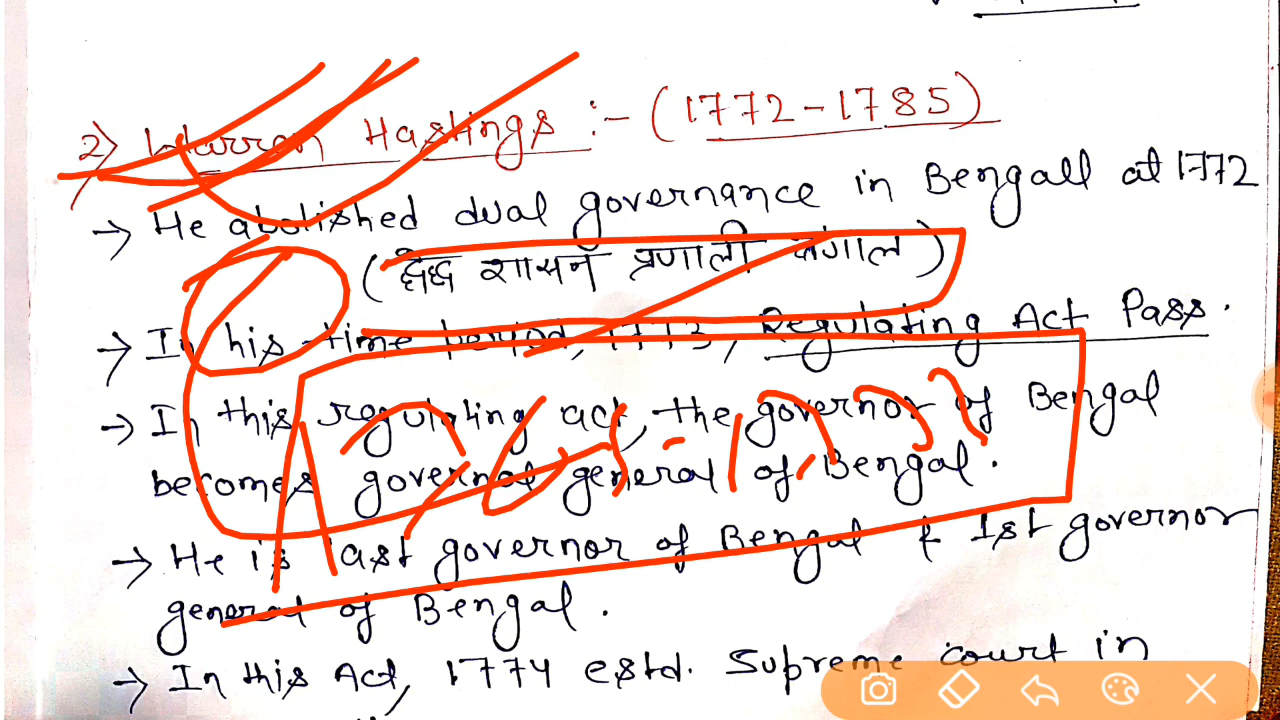 2) Warren Hastings :- (1772-1785)
→ He abolished dual governance in Bengall at 1772
(द्वैध शासन प्रणाली बंगाल)
→ In his time period, 1773, Regulating Act Pass.
→ In this regulating act, the governor of Bengal
becomes governor general of Bengal.
→ He is last governor of Bengal & 1st governor
general of Bengal.
→ In this Act, 1774 estd. Supreme court in